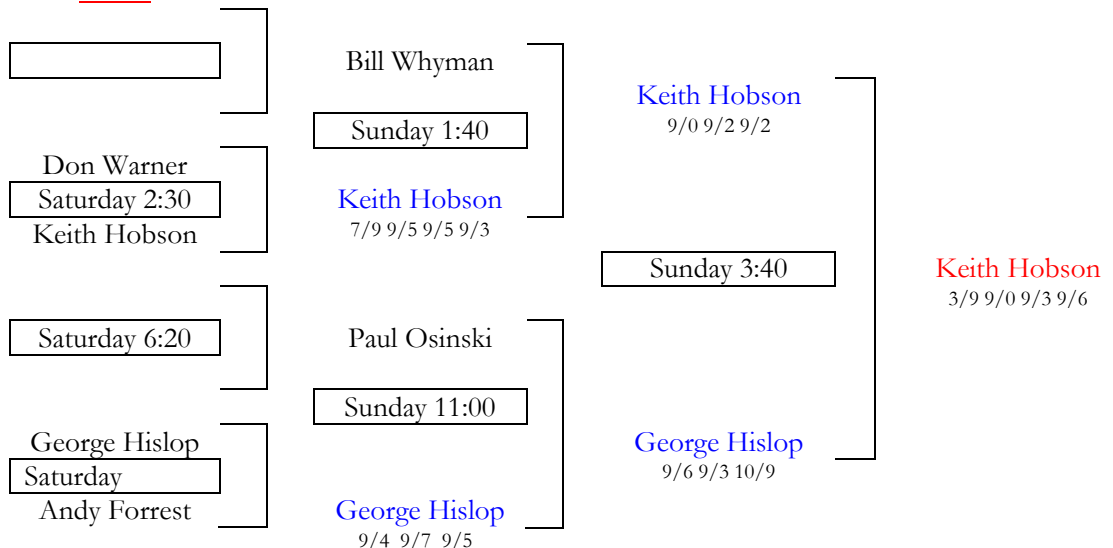 Bill Whyman
Keith Hobson
9/0 9/2 9/2
Sunday 1:40
Don Warner
Saturday 2:30
Keith Hobson
Keith Hobson
7/9 9/5 9/5 9/3
Sunday 3:40
Keith Hobson
3/9 9/0 9/3 9/6
Saturday 6:20
Paul Osinski
Sunday 11:00
George Hislop
Saturday
Andy Forrest
George Hislop
9/6 9/3 10/9
George Hislop
9/4 9/7 9/5